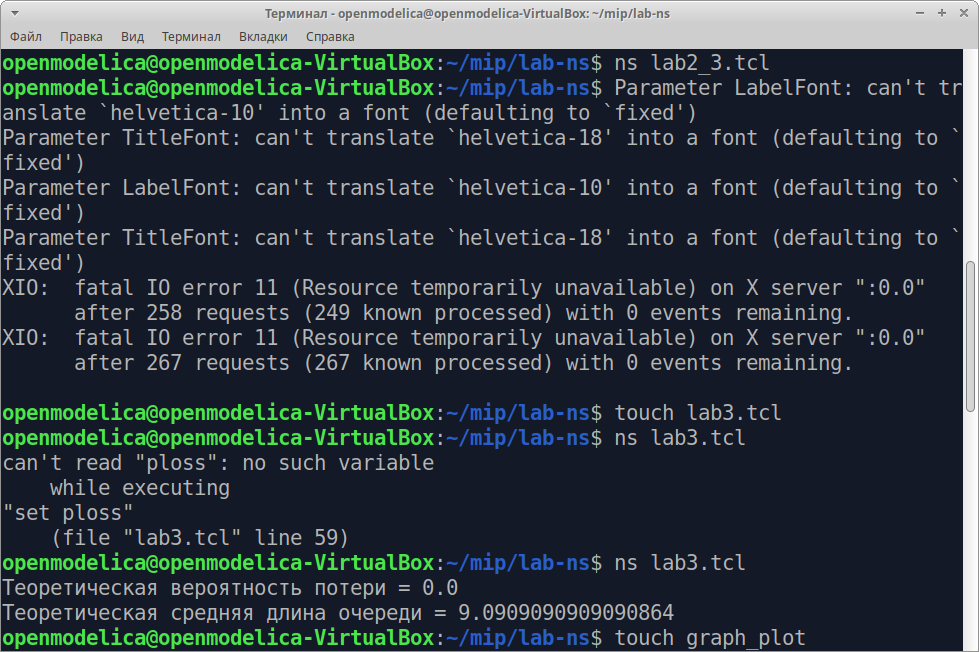 Терминал - openmodelica@openmodelica-VirtualBox: ~/mip/lab-ns
Файл Правка Вид Терминал Вкладки Справка
openmodelica@openmodelica-VirtualBox:~/mip/lab-ns$ ns lab2_3.tcl
openmodelica@openmodelica-VirtualBox:~/mip/lab-ns$ Parameter LabelFont: can't tr
anslate `helvetica-10' into a font (defaulting to `fixed')
Parameter TitleFont: can't translate `helvetica-18' into a font (defaulting to `
fixed')
Parameter LabelFont: can't translate `helvetica-10' into a font (defaulting to `
fixed')
Parameter TitleFont: can't translate `helvetica-18' into a font (defaulting to `
fixed')
XIO:  fatal IO error 11 (Resource temporarily unavailable) on X server ":0.0"
      after 258 requests (249 known processed) with 0 events remaining.
XIO:  fatal IO error 11 (Resource temporarily unavailable) on X server ":0.0"
      after 267 requests (267 known processed) with 0 events remaining.
openmodelica@openmodelica-VirtualBox:~/mip/lab-ns$ touch lab3.tcl
openmodelica@openmodelica-VirtualBox:~/mip/lab-ns$ ns lab3.tcl
can't read "ploss": no such variable
    while executing
"set ploss"
    (file "lab3.tcl" line 59)
openmodelica@openmodelica-VirtualBox:~/mip/lab-ns$ ns lab3.tcl
Теоретическая вероятность потери = 0.0
Теоретическая средняя длина очереди = 9.0909090909090864
openmodelica@openmodelica-VirtualBox:~/mip/lab-ns$ touch graph_plot